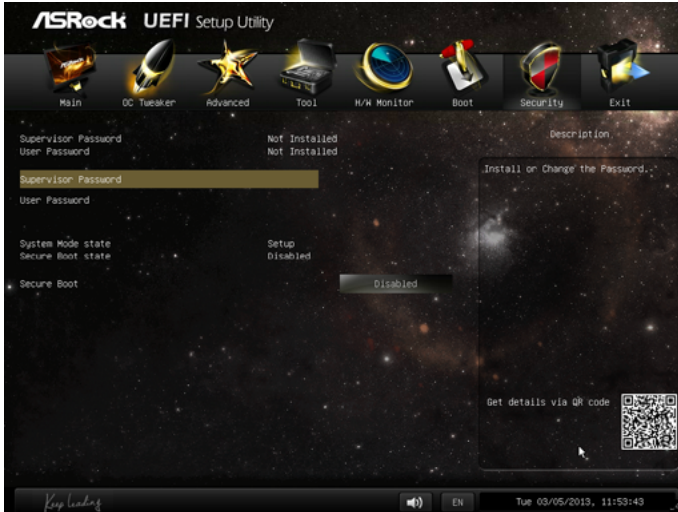 ASRock UEFI Setup Utility
Main OC Tweaker Advanced Tool H/W Monitor Boot Security Exit
Supervisor Password Not Installed
User Password Not Installed
Supervisor Password
User Password
System Mode state Setup
Secure Boot state Disabled
Secure Boot Disabled
Description
Install or Change the Password.
Get details via QR code
Keep Leading
EN
Tue 03/05/2013, 11:53:43